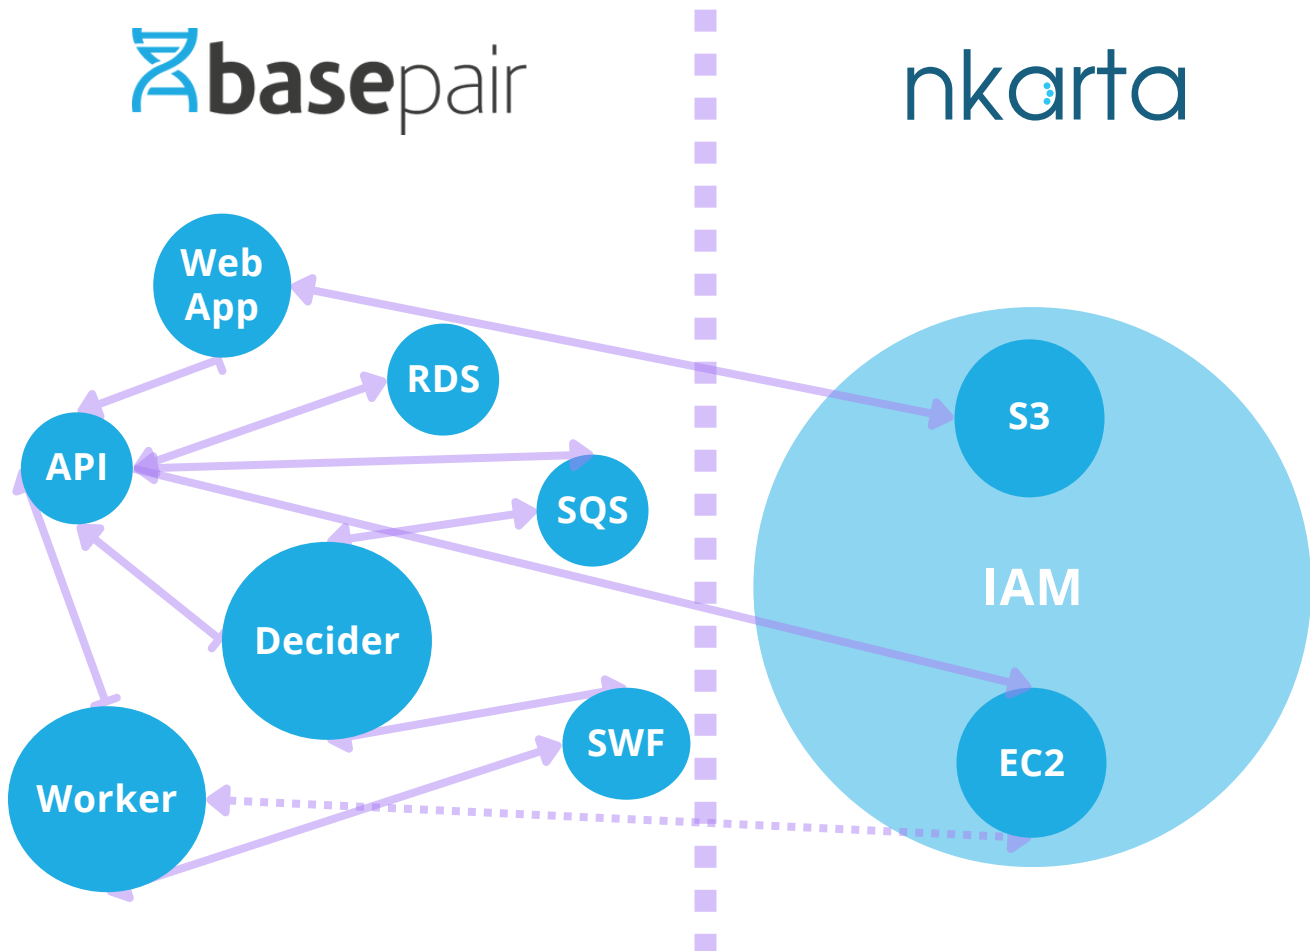 basepair
nkarta
Web
App
RDS
S3
API
SQS
IAM
Decider
SWF
EC2
Worker